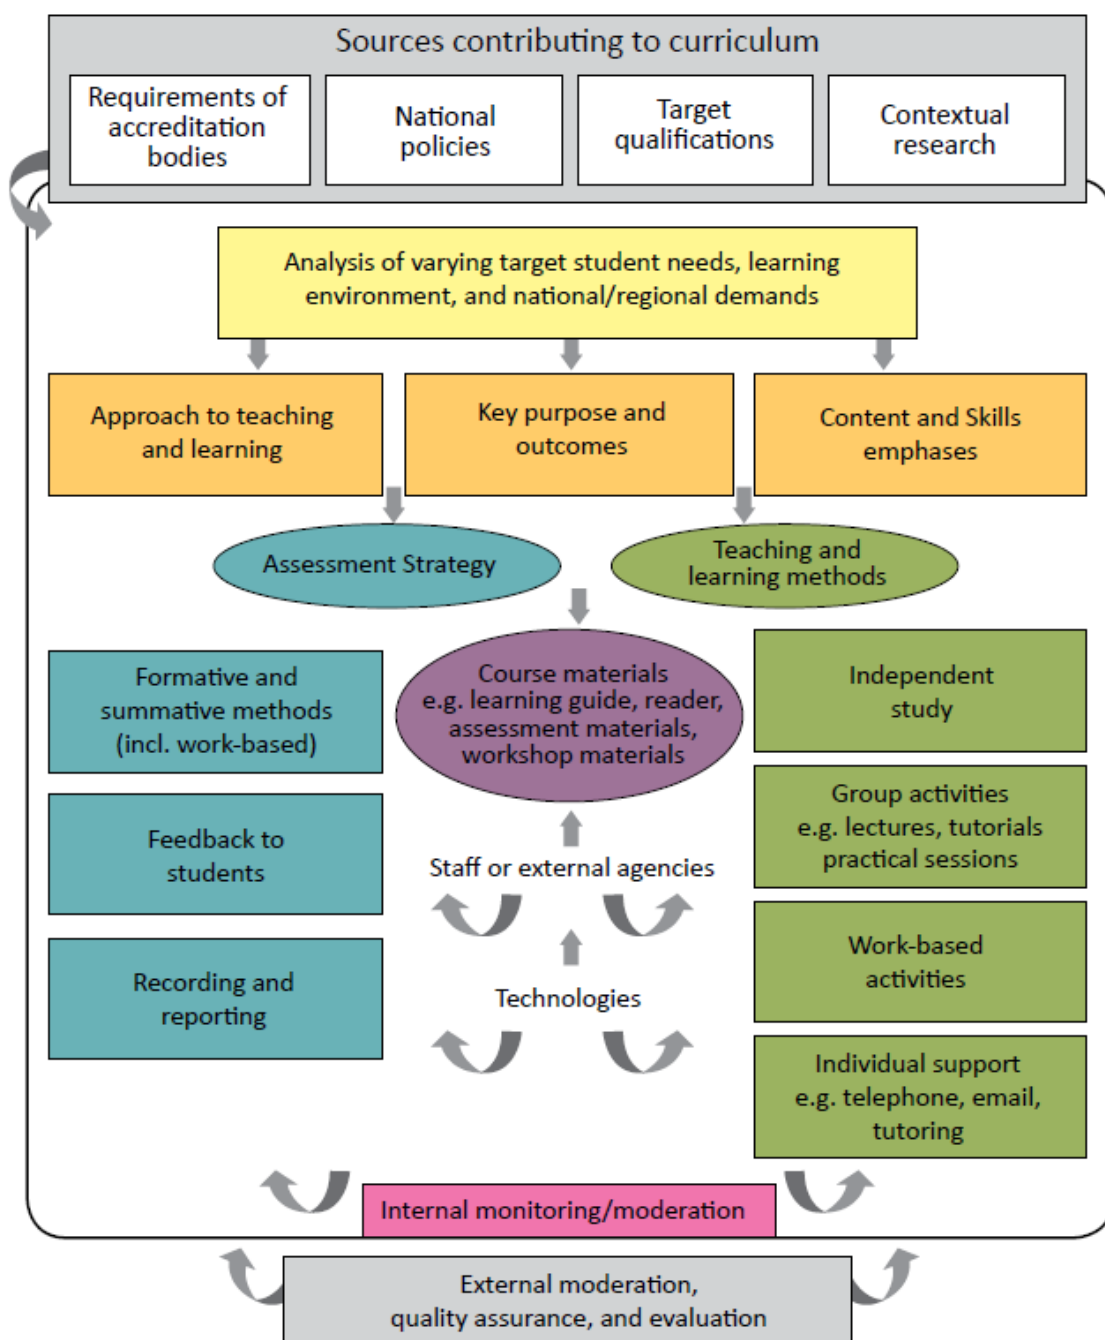 Sources contributing to curriculum
Requirements of
accreditation
bodies
National
policies
Target
qualifications
Contextual
research
Analysis of varying target student needs, learning
environment, and national/regional demands
Approach to teaching
and learning
Key purpose and
outcomes
Content and Skills
emphases
Assessment Strategy
Teaching and
learning methods
Course materials
e.g. learning guide, reader,
assessment materials,
workshop materials
Formative and
summative methods
(incl. work-based)
Feedback to
students
Recording and
reporting
Staff or external agencies
Technologies
Independent
study
Group activities
e.g. lectures, tutorials
practical sessions
Work-based
activities
Individual support
e.g. telephone, email,
tutoring
Internal monitoring/moderation
External moderation,
quality assurance, and evaluation